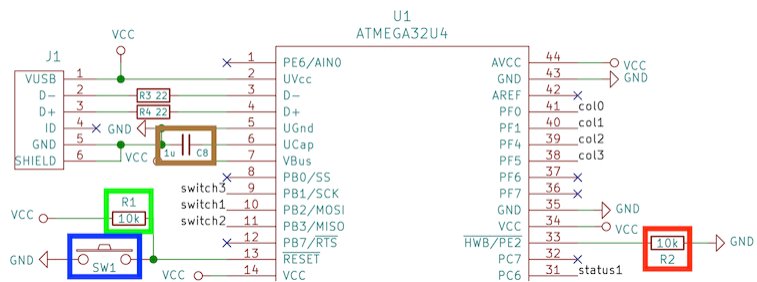 U1
ATMEGA32U4
VCC
J1
VUSB 1
D- 2
D+ 3
ID 4
GND 5
SHIELD 6
R3 22
R4 22
GND
VCC
1u C8
switch3
switch1
switch2
R1
VCC
10k
GND
SW1
VCC
1 PE6/AIN0
2 UVcc
3 D-
4 D+
5 UGnd
6 UCap
7 VBus
8 PB0/SS
9 PB1/SCK
10 PB2/MOSI
11 PB3/MISO
12 PB7/RTS
13 RESET
14 VCC
AVCC 44 VCC
GND 43 GND
AREF 42
PF0 41 col0
PF1 40 col1
PF4 39 col2
PF5 38 col3
PF6 37
PF7 36
GND 35 GND
VCC 34 VCC
HWB/PE2 33
PC7 32
PC6 31 status1
10k
R2
GND